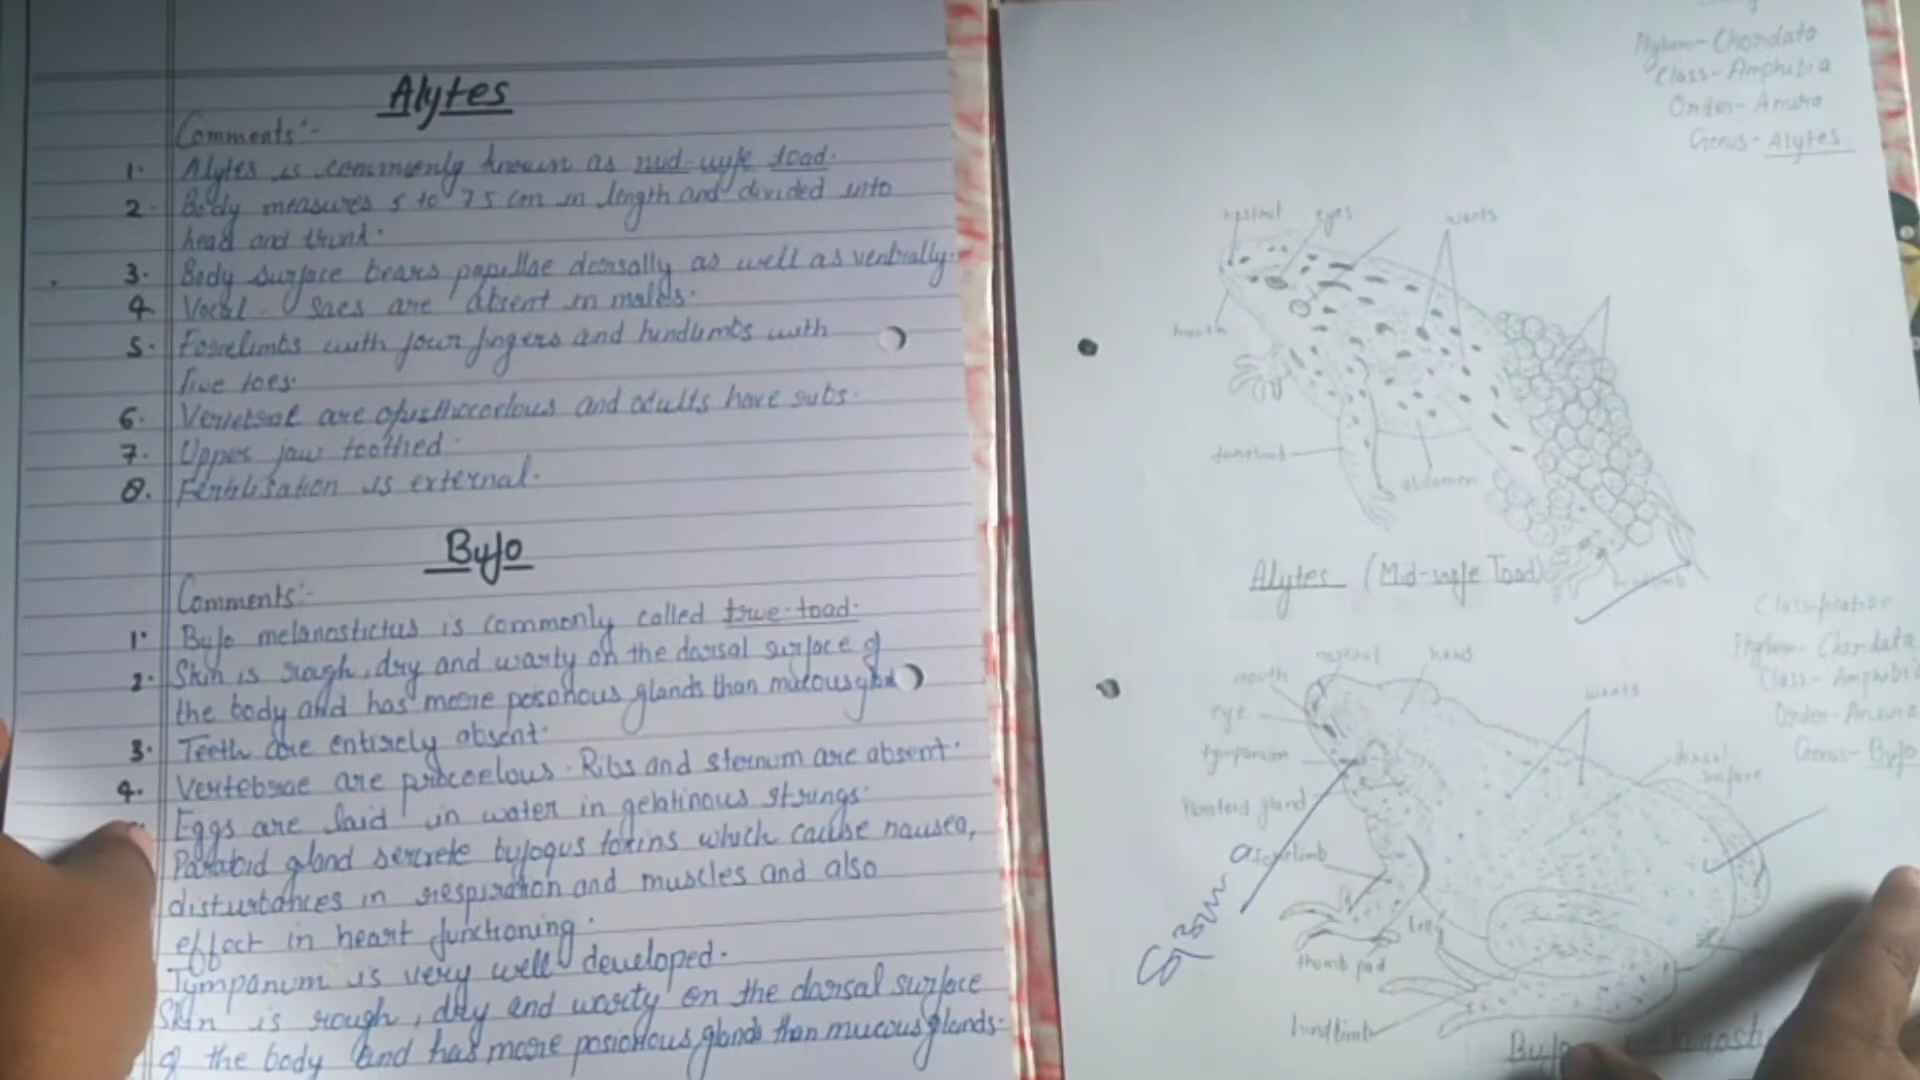 Alytes
Comments:-
1. Alytes is commonly known as mid-wife toad.
2. Body measures 5 to 7.5 cm in length and divided into
head and trunk.
3. Body surface bears papillae dorsally as well as ventrally.
4 Vocal sacs are absent in males.
5. Forelimbs with four fingers and hindlimbs with
five toes.
6. are opisthocoelous and adults have
7. Upper jaw toothed.
8. Fertilisation is external.
Bufo
Comments:-
1. Bufo melanostictus is commonly called true-toad.
2. Skin is rough, dry and warty on the dorsal surface of
the body and has more poisonous glands than mucous
3. Teeth are entirely absent.
4. Vertebrae are procoelous. Ribs and sternum are absent.
Eggs are laid in water in gelatinous strings.
Paratoid gland secrete toxins which cause nausea,
disturbances in respiration and muscles and also
effect in heart functioning.
Tympanum is very well developed.
Skin is rough, dry and warty on the dorsal surface
of the body and has more posionous glands than mucous glands.
Phylum-Chordata
Class-Amphibia
Order-Anura
Genus-Alytes
eyes
warts
mouth
forelimb
abdomen
Alytes (Mid-wife Toad)
hindlimb
Classification
Phylum-Chordata
Class-Amphibi
Order-Anura
Genus-Bufo
head
mouth
eye
warts
tympanum
dorsal
surface
Parotoid gland
forelimb
thumb pad
hindlimb
Bufo